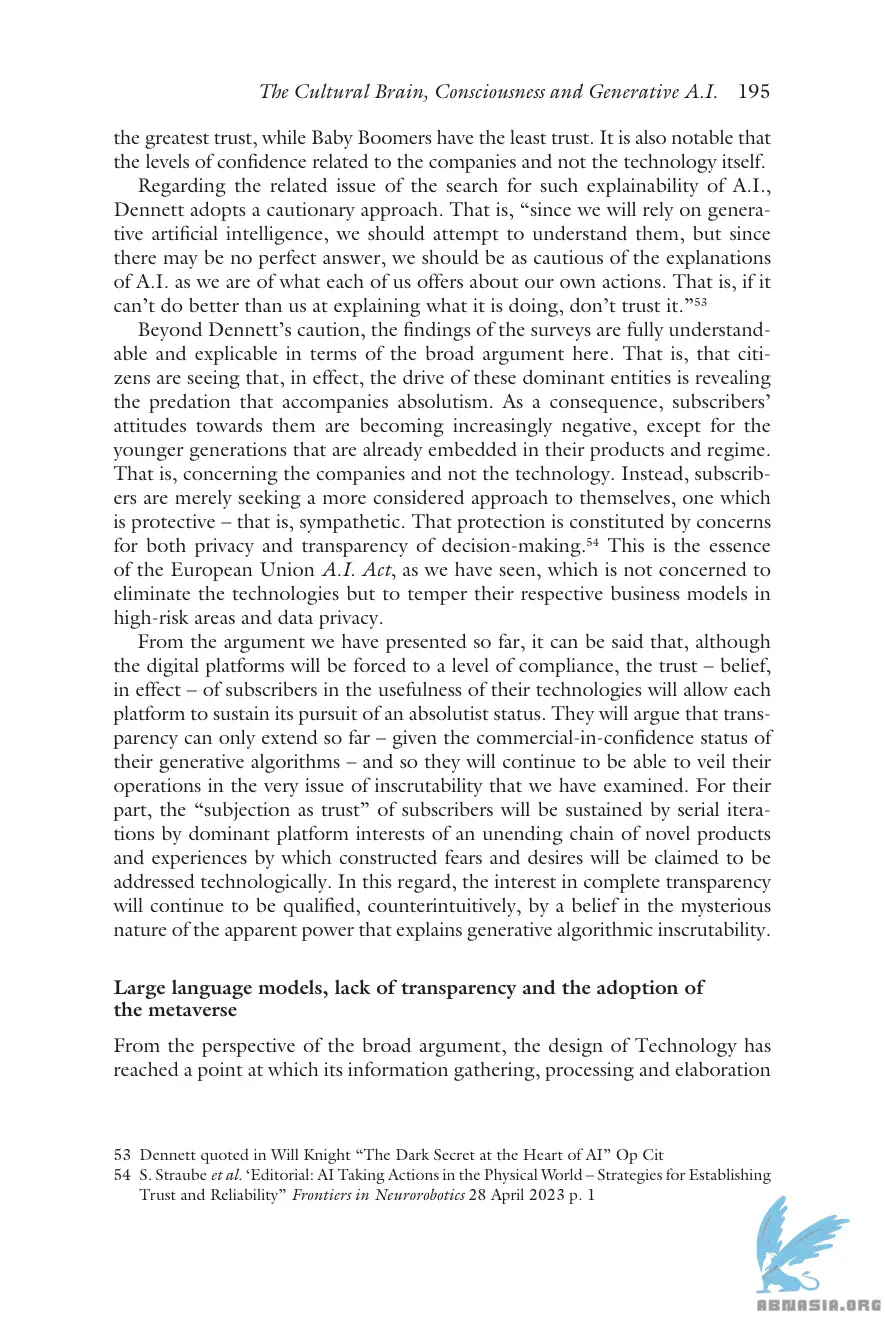 The Cultural Brain, Consciousness and Generative A.I. 195
the greatest trust, while Baby Boomers have the least trust. It is also notable that
the levels of confidence related to the companies and not the technology itself.
Regarding the related issue of the search for such explainability of A.I.,
Dennett adopts a cautionary approach. That is, “since we will rely on genera-
tive artificial intelligence, we should attempt to understand them, but since
there may be no perfect answer, we should be as cautious of the explanations
of A.I. as we are of what each of us offers about our own actions. That is, if it
can’t do better than us at explaining what it is doing, don’t trust it.”53
Beyond Dennett’s caution, the findings of the surveys are fully understand-
able and explicable in terms of the broad argument here. That is, that citi-
zens are seeing that, in effect, the drive of these dominant entities is revealing
the predation that accompanies absolutism. As a consequence, subscribers’
attitudes towards them are becoming increasingly negative, except for the
younger generations that are already embedded in their products and regime.
That is, concerning the companies and not the technology. Instead, subscrib-
ers are merely seeking a more considered approach to themselves, one which
is protective – that is, sympathetic. That protection is constituted by concerns
for both privacy and transparency of decision-making.54 This is the essence
of the European Union A.I. Act, as we have seen, which is not concerned to
eliminate the technologies but to temper their respective business models in
high-risk areas and data privacy.
From the argument we have presented so far, it can be said that, although
the digital platforms will be forced to a level of compliance, the trust – belief,
in effect – of subscribers in the usefulness of their technologies will allow each
platform to sustain its pursuit of an absolutist status. They will argue that trans-
parency can only extend so far – given the commercial-in-confidence status of
their generative algorithms – and so they will continue to be able to veil their
operations in the very issue of inscrutability that we have examined. For their
part, the “subjection as trust” of subscribers will be sustained by serial itera-
tions by dominant platform interests of an unending chain of novel products
and experiences by which constructed fears and desires will be claimed to be
addressed technologically. In this regard, the interest in complete transparency
will continue to be qualified, counterintuitively, by a belief in the mysterious
nature of the apparent power that explains generative algorithmic inscrutability.
Large language models, lack of transparency and the adoption of
the metaverse
From the perspective of the broad argument, the design of Technology has
reached a point at which its information gathering, processing and elaboration
53 Dennett quoted in Will Knight “The Dark Secret at the Heart of AI” Op Cit
54 S. Straube et al. ‘Editorial: AI Taking Actions in the Physical World – Strategies for Establishing
Trust and Reliability” Frontiers in Neurorobotics 28 April 2023 p. 1
ABNASIA.ORG